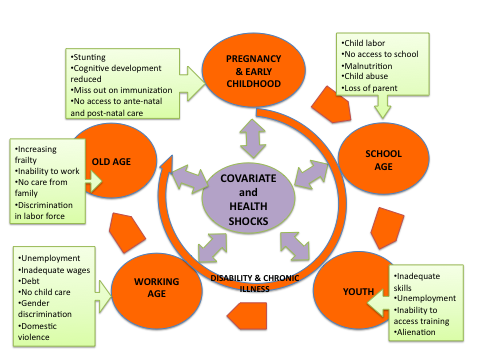 PREGNANCY
& EARLY
CHILDHOOD
•Stunting
•Cognitive development
reduced
•Miss out on immunization
•No access to ante-natal
and post-natal care
•Child labor
•No access to school
•Malnutrition
•Child abuse
•Loss of parent
SCHOOL
AGE
OLD AGE
•Increasing
frailty
•Inability to work
•No care from
family
•Discrimination
in labor force
COVARIATE
and
HEALTH
SHOCKS
DISABILITY & CHRONIC
ILLNESS
WORKING
AGE
•Unemployment
•Inadequate wages
•Debt
•No child care
•Gender
discrimination
•Domestic
violence
YOUTH
•Inadequate
skills
•Unemployment
•Inability to
access training
•Alienation